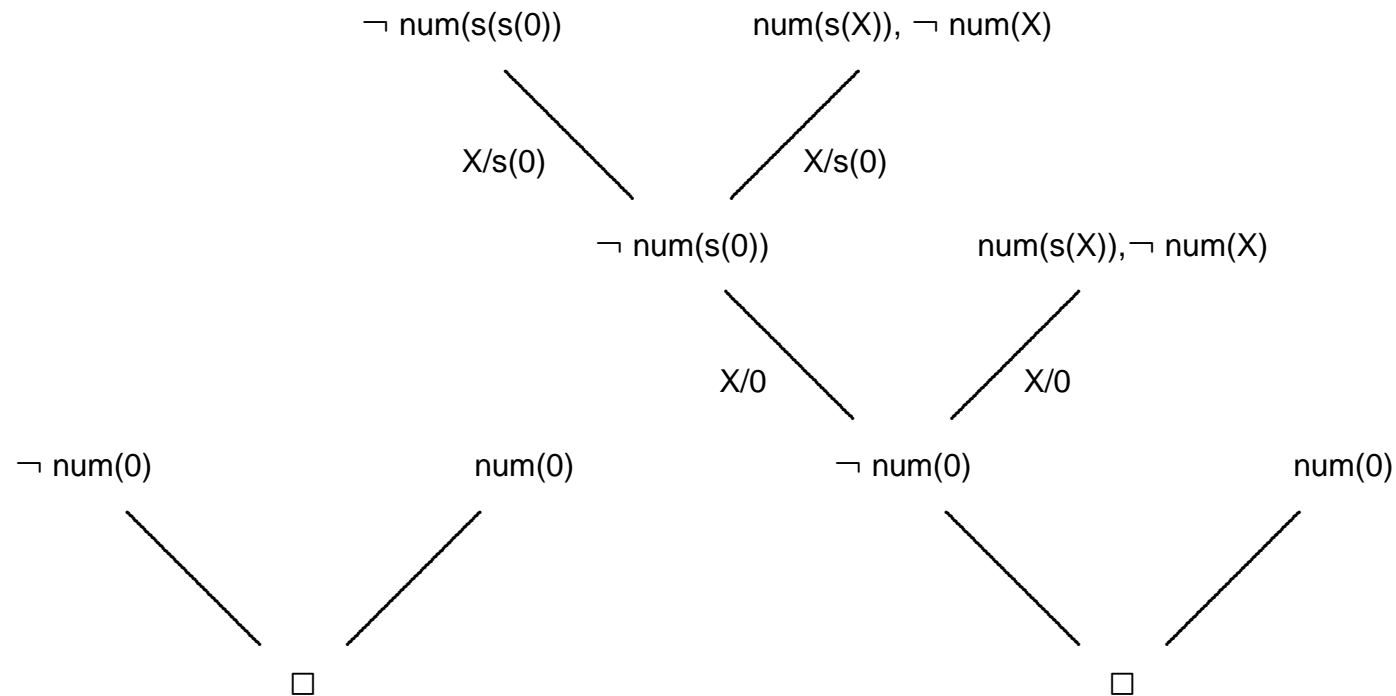 ¬ num(s(s(0)) num(s(X)), ¬ num(X)
X/s(0) X/s(0)
¬ num(s(0)) num(s(X)),¬ num(X)
X/0 X/0
¬ num(0) num(0) ¬ num(0) num(0)
□ □